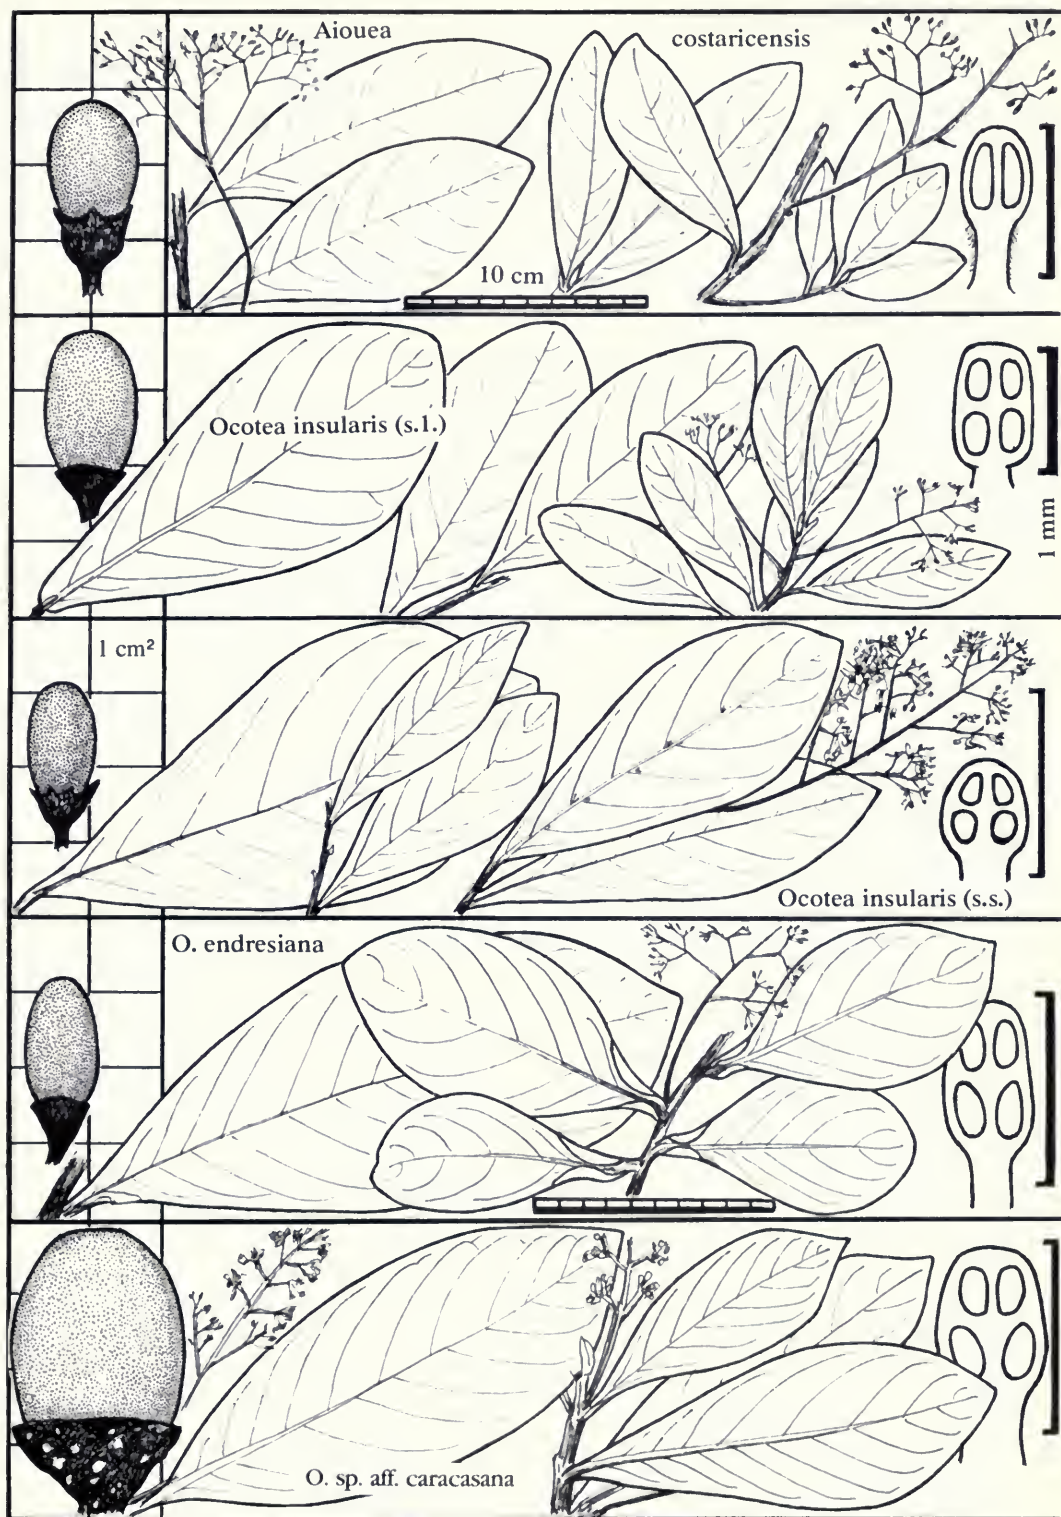 Aiouea costaricensis
10 cm
Ocotea insularis (s.l.)
1 mm
1 cm²
Ocotea insularis (s.s.)
O. endresiana
O. sp. aff. caracasana